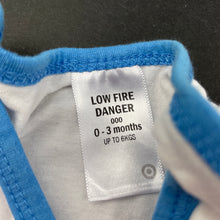 LOW FIRE
DANGER
000
0 - 3 months
UP TO 6KGS